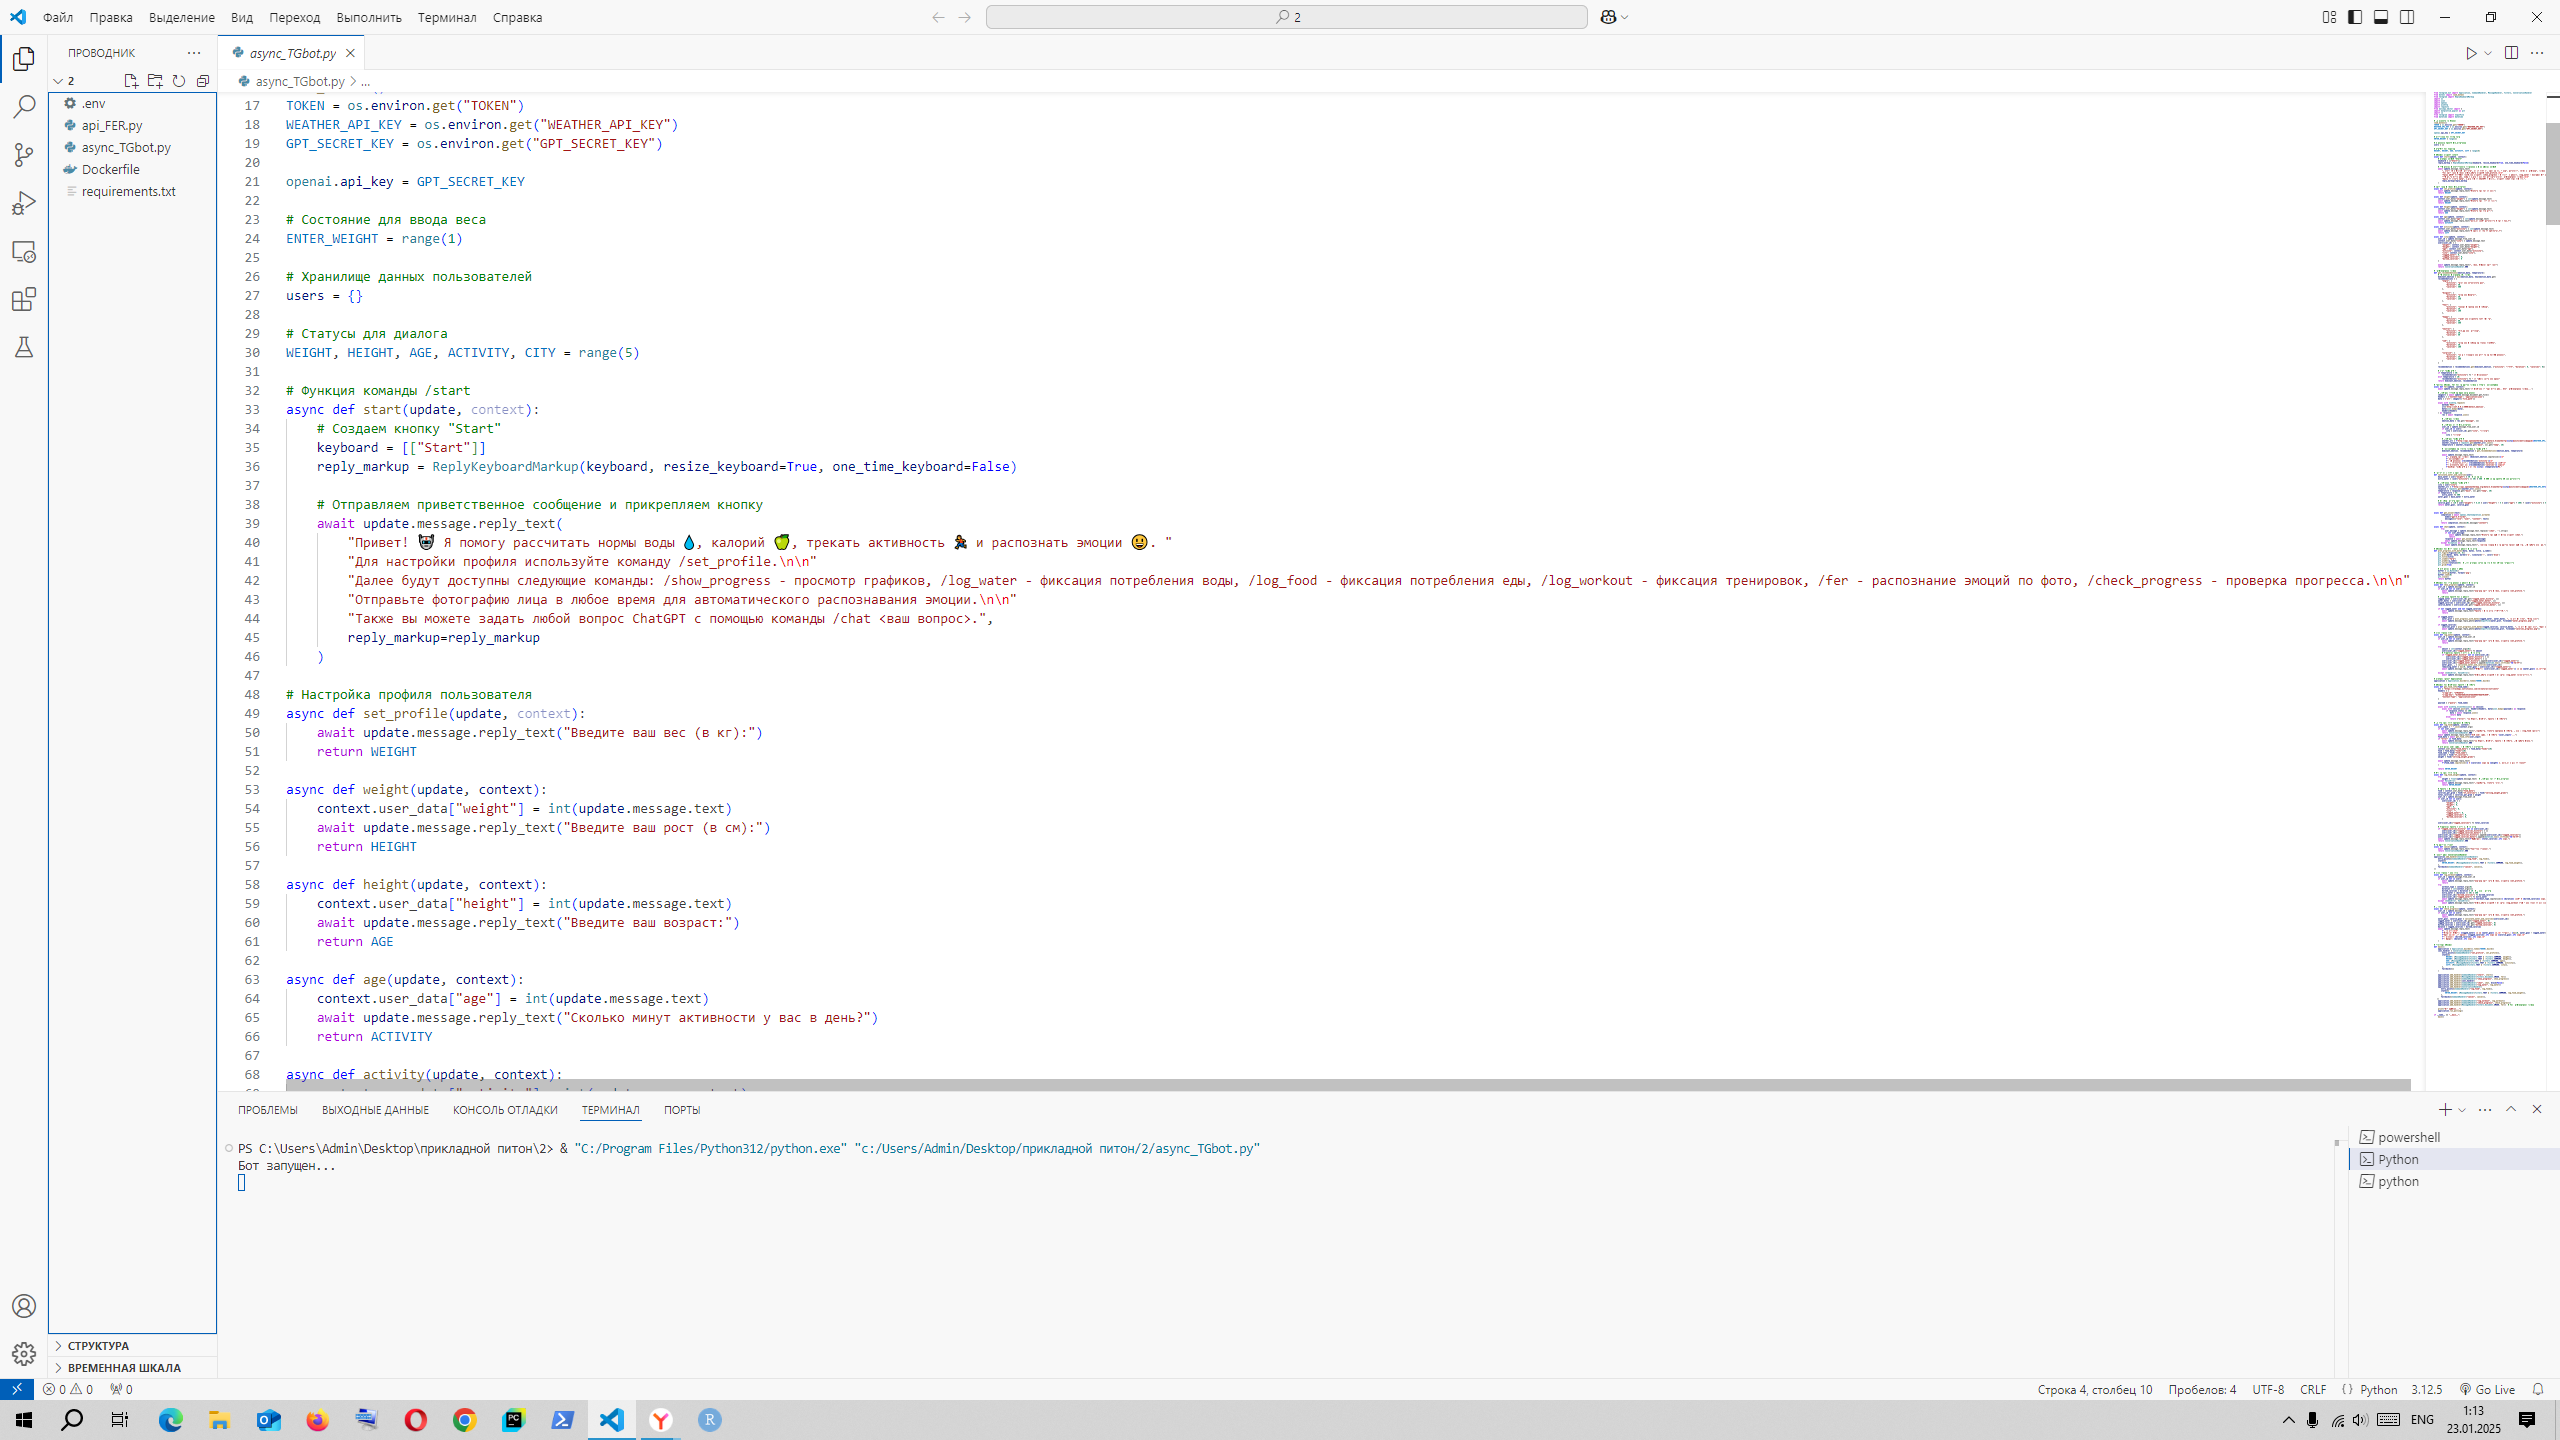 Файл Правка Выделение Вид Переход Выполнить Терминал Справка
2
ПРОВОДНИК
async_TGbot.py
2
async_TGbot.py > ...
.env
api_FER.py
async_TGbot.py
Dockerfile
requirements.txt
17 TOKEN = os.environ.get("TOKEN")
18 WEATHER_API_KEY = os.environ.get("WEATHER_API_KEY")
19 GPT_SECRET_KEY = os.environ.get("GPT_SECRET_KEY")
20
21 openai.api_key = GPT_SECRET_KEY
22
23 # Состояние для ввода веса
24 ENTER_WEIGHT = range(1)
25
26 # Хранилище данных пользователей
27 users = {}
28
29 # Статусы для диалога
30 WEIGHT, HEIGHT, AGE, ACTIVITY, CITY = range(5)
31
32 # Функция команды /start
33 async def start(update, context):
34     # Создаем кнопку "Start"
35     keyboard = [["Start"]]
36     reply_markup = ReplyKeyboardMarkup(keyboard, resize_keyboard=True, one_time_keyboard=False)
37
38     # Отправляем приветственное сообщение и прикрепляем кнопку
39     await update.message.reply_text(
40         "Привет! 🤖 Я помогу рассчитать нормы воды 💧, калорий 🍏, трекать активность 🏃 и распознать эмоции 😃. "
41         "Для настройки профиля используйте команду /set_profile.\n\n"
42         "Далее будут доступны следующие команды: /show_progress - просмотр графиков, /log_water - фиксация потребления воды, /log_food - фиксация потребления еды, /log_workout - фиксация тренировок, /fer - распознание эмоций по фото, /check_progress - проверка прогресса.\n\n"
43         "Отправьте фотографию лица в любое время для автоматического распознавания эмоции.\n\n"
44         "Также вы можете задать любой вопрос ChatGPT с помощью команды /chat <ваш вопрос>.",
45         reply_markup=reply_markup
46     )
47
48 # Настройка профиля пользователя
49 async def set_profile(update, context):
50     await update.message.reply_text("Введите ваш вес (в кг):")
51     return WEIGHT
52
53 async def weight(update, context):
54     context.user_data["weight"] = int(update.message.text)
55     await update.message.reply_text("Введите ваш рост (в см):")
56     return HEIGHT
57
58 async def height(update, context):
59     context.user_data["height"] = int(update.message.text)
60     await update.message.reply_text("Введите ваш возраст:")
61     return AGE
62
63 async def age(update, context):
64     context.user_data["age"] = int(update.message.text)
65     await update.message.reply_text("Сколько минут активности у вас в день?")
66     return ACTIVITY
67
68 async def activity(update, context):
ПРОБЛЕМЫ ВЫХОДНЫЕ ДАННЫЕ КОНСОЛЬ ОТЛАДКИ ТЕРМИНАЛ ПОРТЫ
PS C:\Users\Admin\Desktop\прикладной питон\2> & "C:/Program Files/Python312/python.exe" "c:/Users/Admin/Desktop/прикладной питон/2/async_TGbot.py"
Бот запущен...
powershell
Python
python
СТРУКТУРА
ВРЕМЕННАЯ ШКАЛА
0 0 0
Строка 4, столбец 10 Пробелов: 4 UTF-8 CRLF { } Python 3.12.5 Go Live
ENG
1:13
23.01.2025